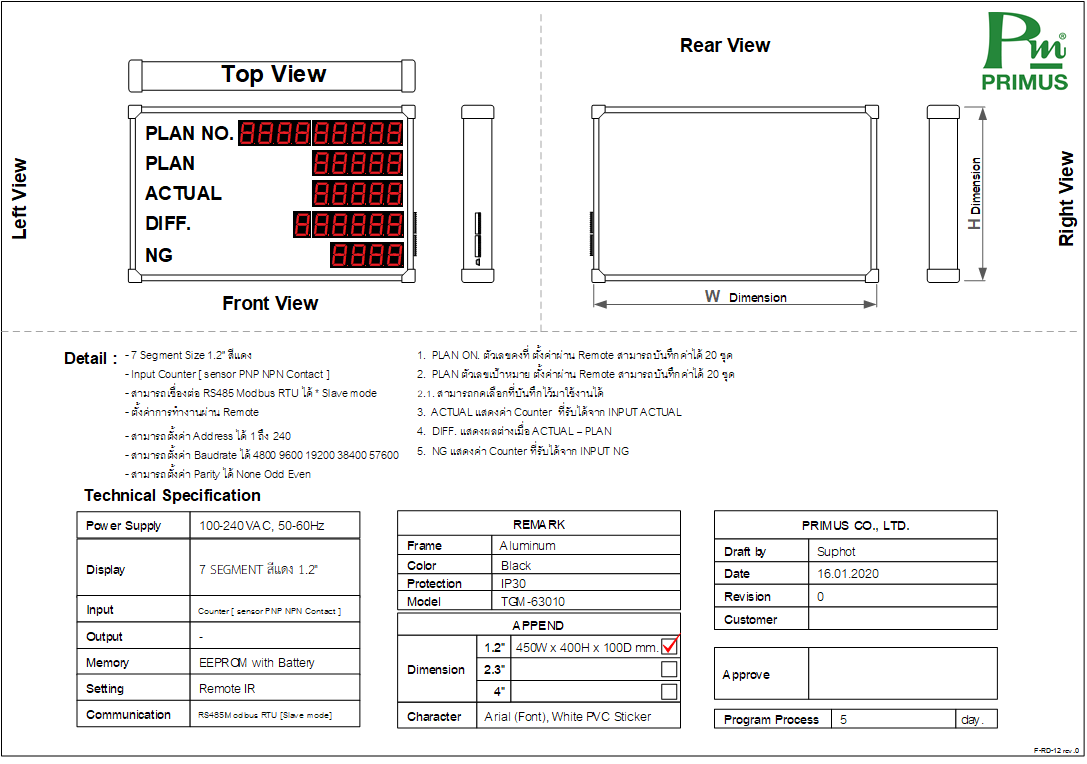 Top View
Rear View
Pm®
PRIMUS
Left View
PLAN NO. 8888 88888
PLAN 88888
ACTUAL 88888
DIFF. 8 88888
NG 8888
Front View
H Dimension
W Dimension
Right View
Detail :
- 7 Segment Size 1.2" สีแดง
- Input Counter [ sensor PNP NPN Contact ]
- สามารถเชื่องต่อ RS485 Modbus RTU ได้ * Slave mode
- ตั้งค่าการทำงานผ่าน Remote
- สามารถตั้งค่า Address ได้ 1 ถึง 240
- สามารถตั้งค่า Baudrate ได้ 4800 9600 19200 38400 57600
- สามารถตั้งค่า Parity ได้ None Odd Even
1. PLAN ON. ตัวเลขคงที่ ตั้งค่าผ่าน Remote สามารถบันทึกค่าได้ 20 ชุด
2. PLAN ตัวเลขเป้าหมาย ตั้งค่าผ่าน Remote สามารถบันทึกค่าได้ 20 ชุด
2.1. สามารถกดเลือกที่บันทึกไว้มาใช้งานได้
3. ACTUAL แสดงค่า Counter ที่รับได้จาก INPUT ACTUAL
4. DIFF. แสดงผลต่างเมื่อ ACTUAL – PLAN
5. NG แสดงค่า Counter ที่รับได้จาก INPUT NG
Technical Specification
Power Supply 100-240 VAC, 50-60Hz
Display 7 SEGMENT สีแดง 1.2"
Input Counter [ sensor PNP NPN Contact ]
Output -
Memory EEPROM with Battery
Setting Remote IR
Communication RS485Modbus RTU [Slave mode]
REMARK
Frame Aluminum
Color Black
Protection IP30
Model TGM-63010
APPEND
Dimension
1.2" 450W x 400H x 100D mm.
2.3"
4"
Character Arial (Font), White PVC Sticker
PRIMUS CO., LTD.
Draft by Suphot
Date 16.01.2020
Revision 0
Customer
Approve
Program Process 5 day.
F-RD-12 rev .0